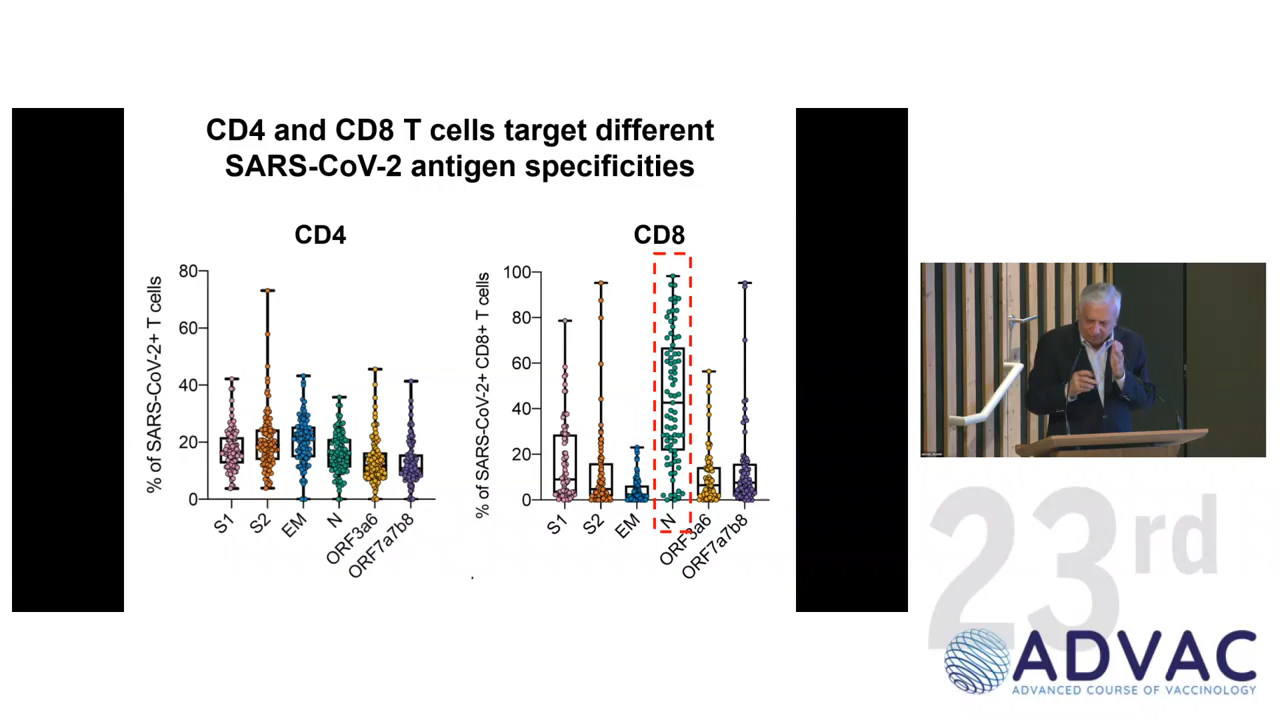 CD4 and CD8 T cells target different
SARS-CoV-2 antigen specificities
CD4
% of SARS-CoV-2+ T cells
80
60
40
20
0
S1
S2
EM
N
ORF3a6
ORF7a7b8
CD8
% of SARS-CoV-2+ CD8+ T cells
100
80
60
40
20
0
S1
S2
EM
N
ORF3a6
ORF7a7b8
23rd
ADVAC
ADVANCED COURSE OF VACCINOLOGY